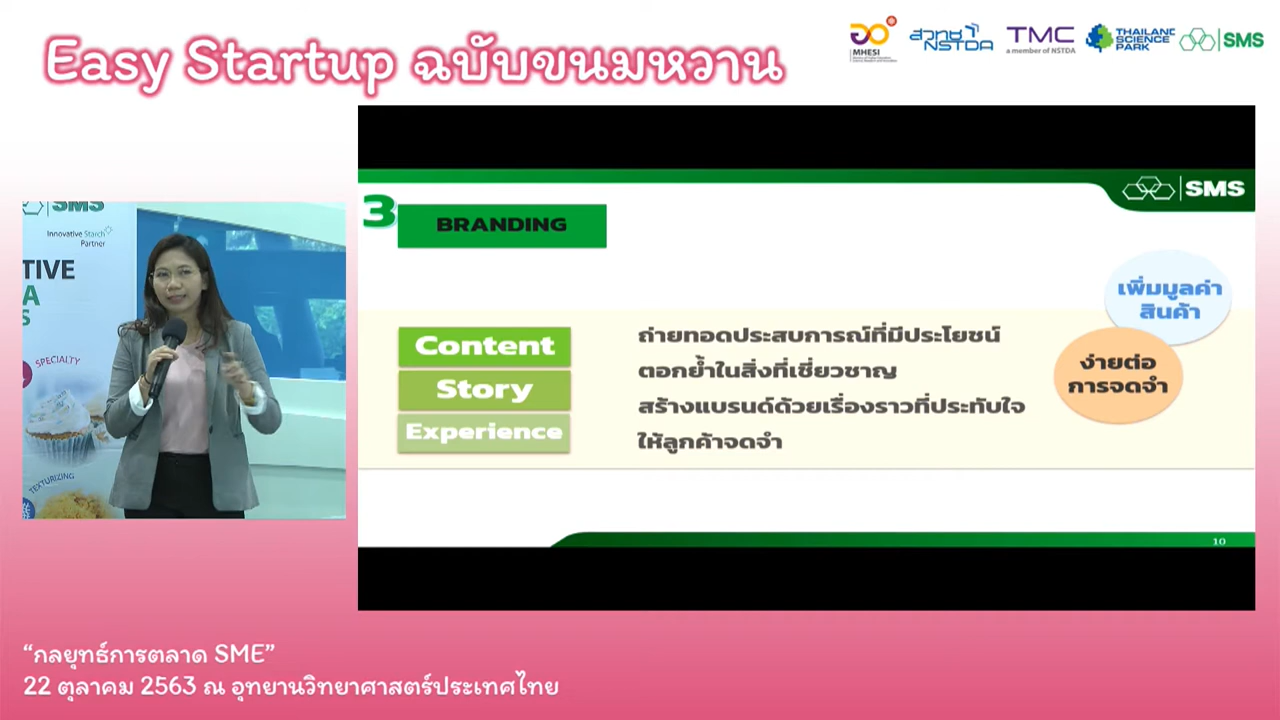 Easy Startup ฉบับขนมหวาน
MHESI
สวทช
NSTDA
TMC
a member of NSTDA
THAILAND
SCIENCE
PARK
SMS
SMS
3
BRANDING
เพิ่มมูลค่า
สินค้า
ง่ายต่อ
การจดจำ
Content
Story
Experience
ถ่ายทอดประสบการณ์ที่มีประโยชน์
ตอกย้ำในสิ่งที่เชี่ยวชาญ
สร้างแบรนด์ด้วยเรื่องราวที่ประทับใจ
ให้ลูกค้าจดจำ
10
SMS
Innovative Starch
Partner
TIVE
A
S
SPECIALTY
TEXTURIZING
“กลยุทธ์การตลาด SME”
22 ตุลาคม 2563 ณ อุทยานวิทยาศาสตร์ประเทศไทย